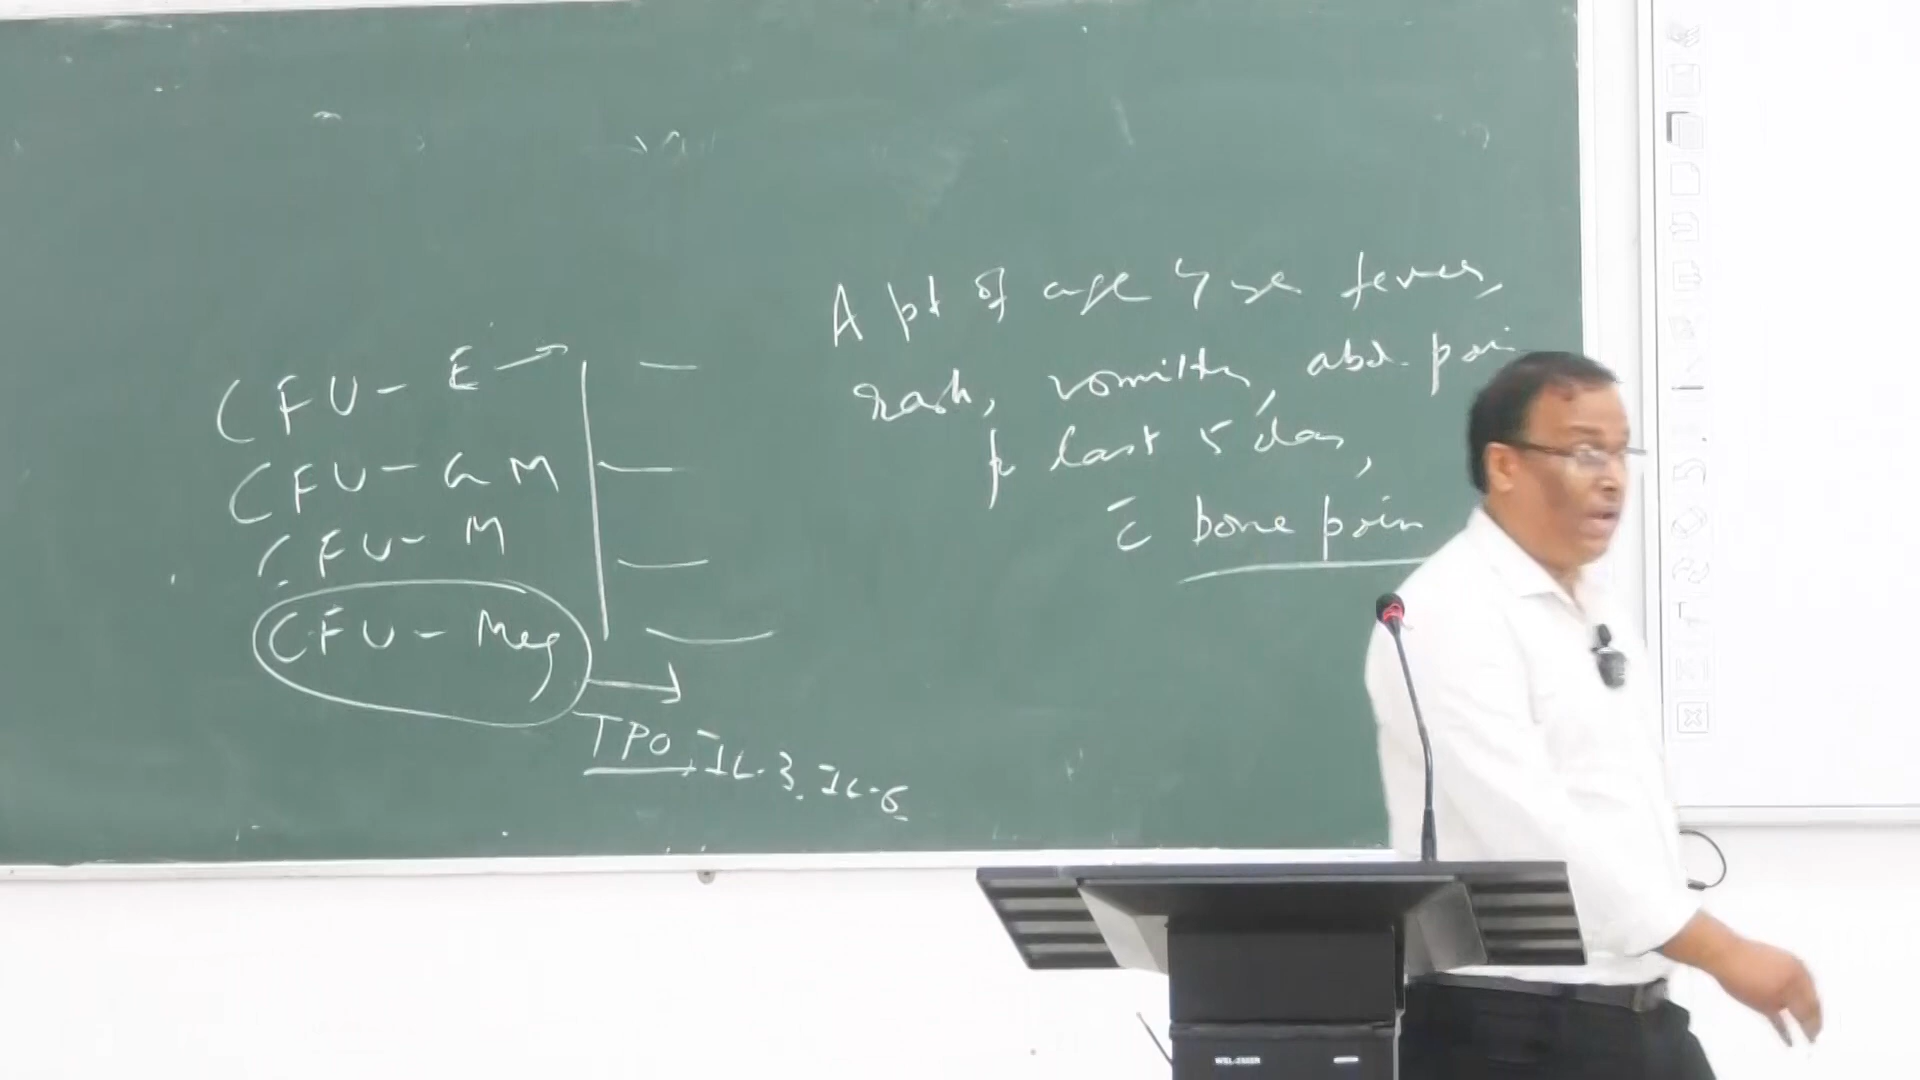 CFU- E
CFU- GM
CFU- M
CFU- Meg
TPO, IL-3, IL-6
A pt of age 4 yr fever,
rash, vomiting, abd. pain
last 5 days,
c̄ bone pain